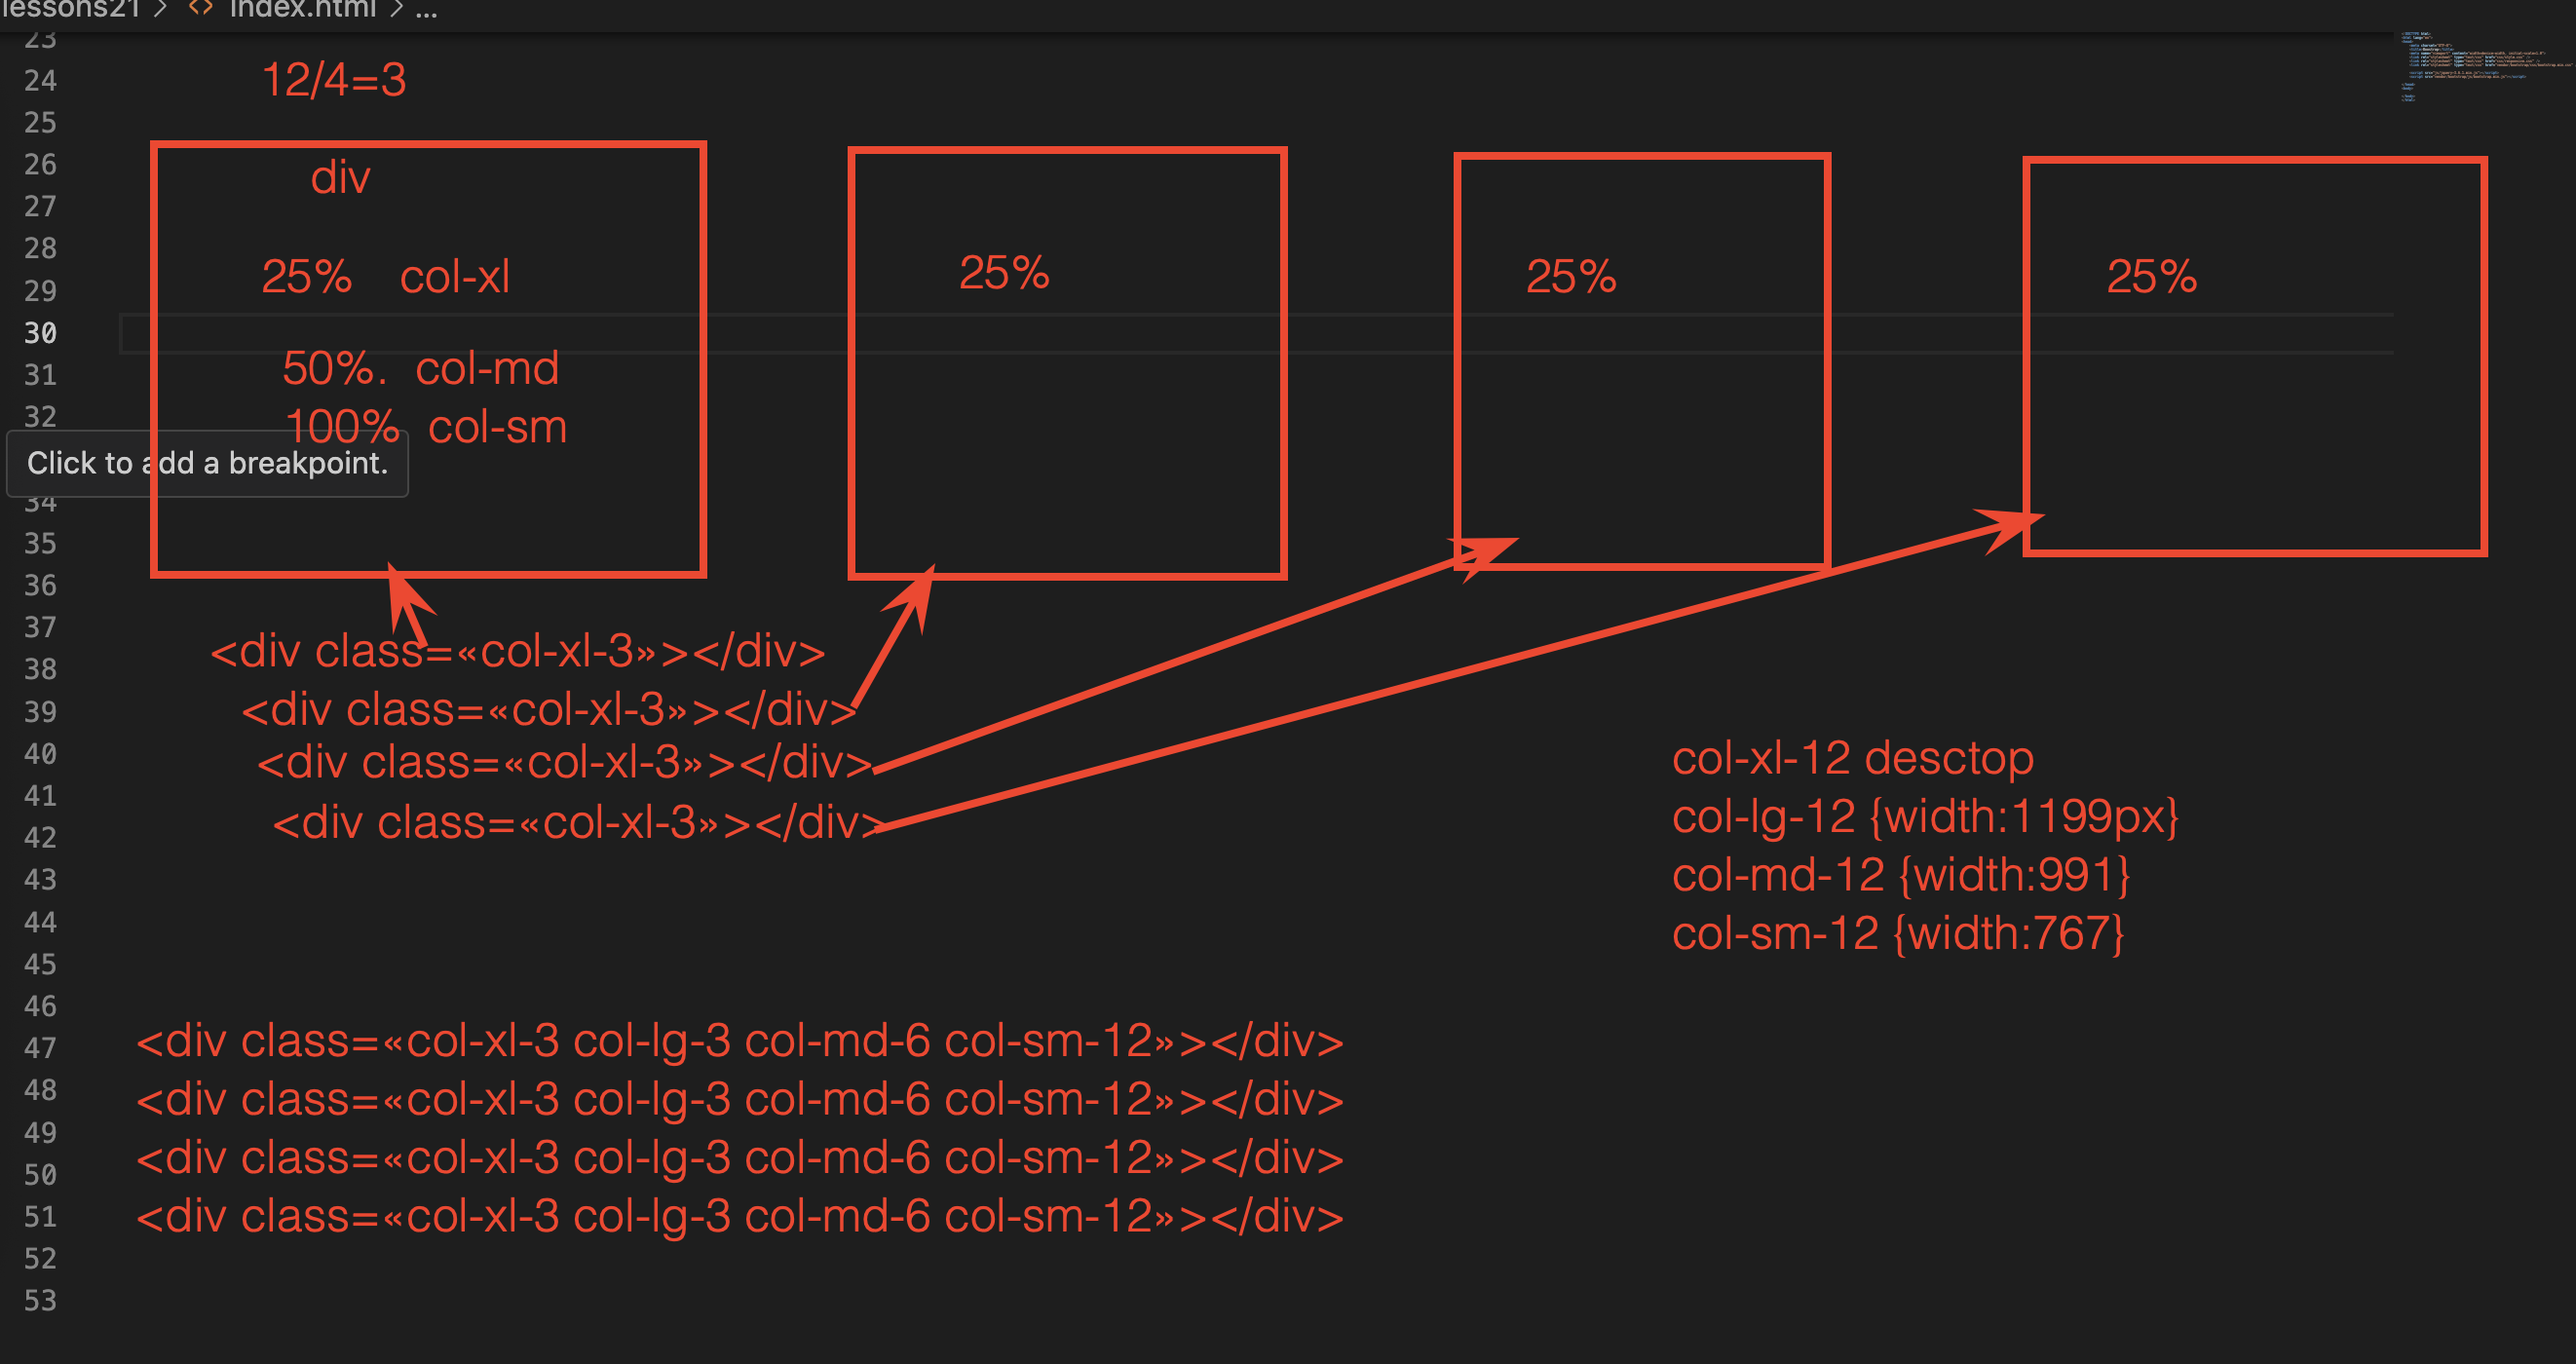 lessons21 > <> index.html > ...
23
24
25
26
27
28
29
30
31
32
34
35
36
37
38
39
40
41
42
43
44
45
46
47
48
49
50
51
52
53
12/4=3
div
25% col-xl
50%. col-md
100% col-sm
Click to add a breakpoint.
25%
25%
25%
<div class=«col-xl-3»></div>
<div class=«col-xl-3»></div>
<div class=«col-xl-3»></div>
<div class=«col-xl-3»></div>
col-xl-12 desctop
col-lg-12 {width:1199px}
col-md-12 {width:991}
col-sm-12 {width:767}
<div class=«col-xl-3 col-lg-3 col-md-6 col-sm-12»></div>
<div class=«col-xl-3 col-lg-3 col-md-6 col-sm-12»></div>
<div class=«col-xl-3 col-lg-3 col-md-6 col-sm-12»></div>
<div class=«col-xl-3 col-lg-3 col-md-6 col-sm-12»></div>